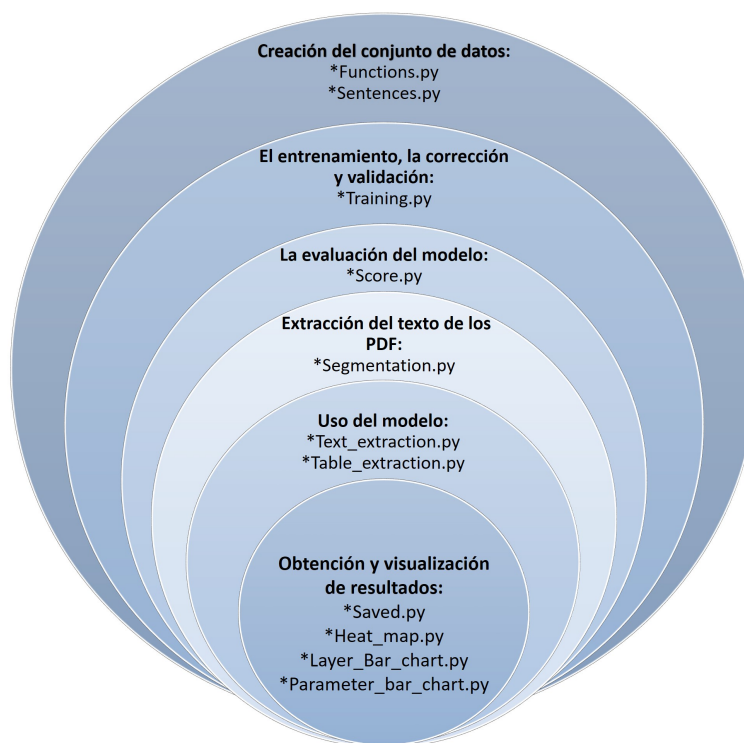 Creación del conjunto de datos:
*Functions.py
*Sentences.py
El entrenamiento, la corrección
y validación:
*Training.py
La evaluación del modelo:
*Score.py
Extracción del texto de los
PDF:
*Segmentation.py
Uso del modelo:
*Text_extraction.py
*Table_extraction.py
Obtención y visualización
de resultados:
*Saved.py
*Heat_map.py
*Layer_Bar_chart.py
*Parameter_bar_chart.py